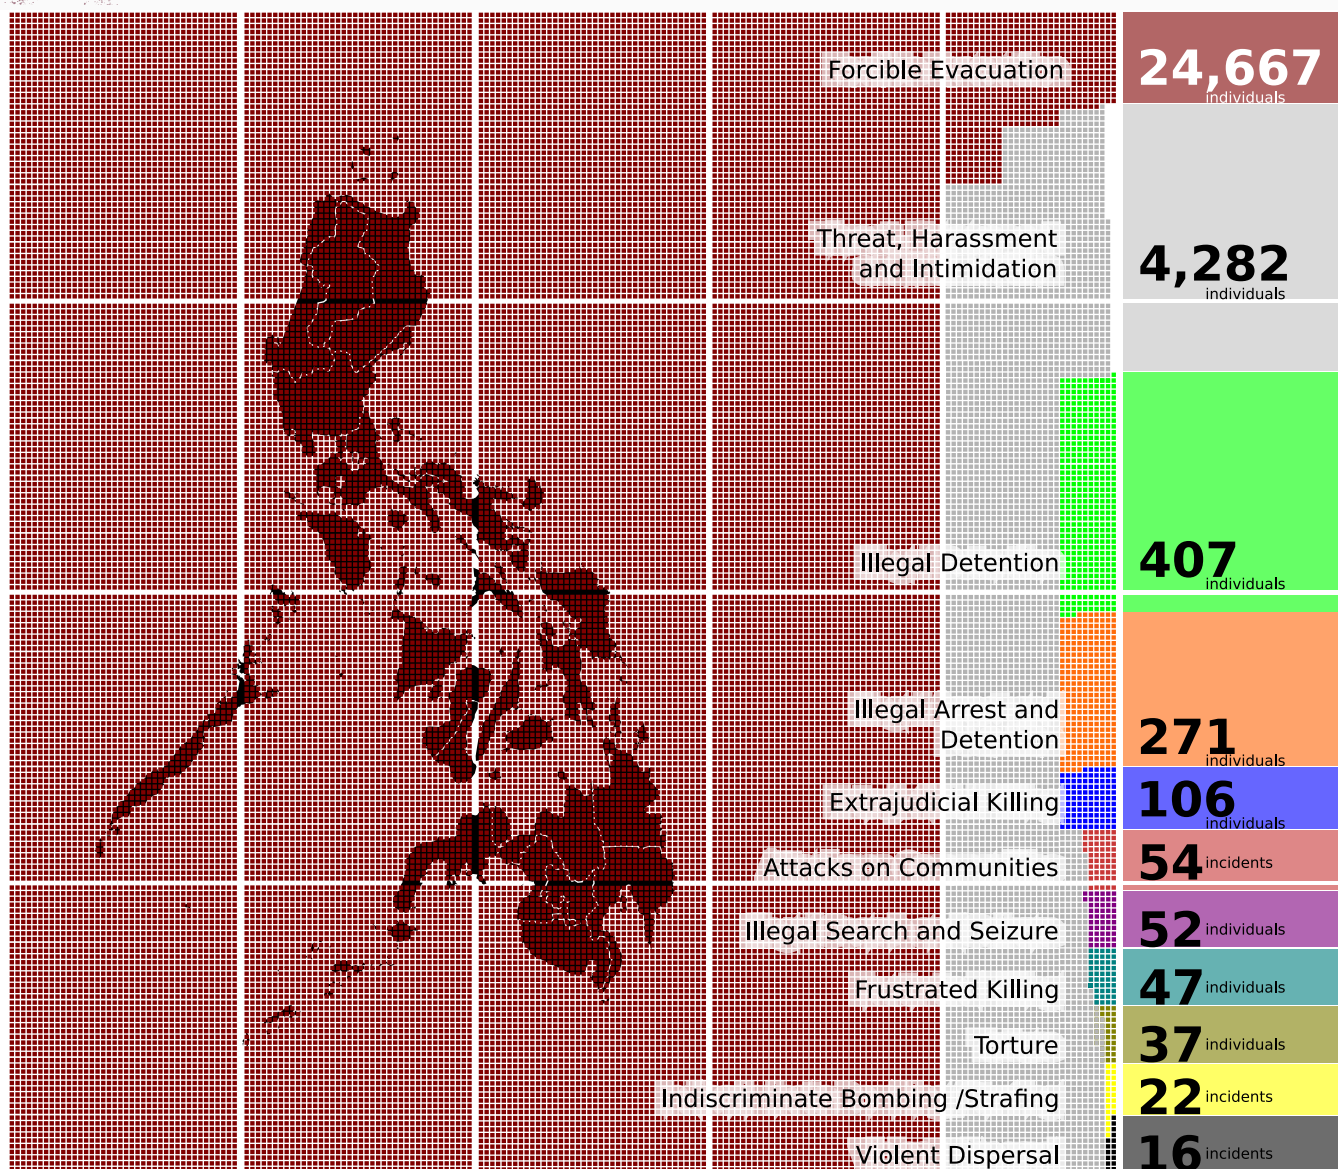 Forcible Evacuation
24,667
individuals
Threat, Harassment
and Intimidation
4,282
individuals
Illegal Detention
407
individuals
Illegal Arrest and
Detention
271
individuals
Extrajudicial Killing
106
individuals
Attacks on Communities
54 incidents
Illegal Search and Seizure
52 individuals
Frustrated Killing
47 individuals
Torture
37 individuals
Indiscriminate Bombing /Strafing
22 incidents
Violent Dispersal
16 incidents